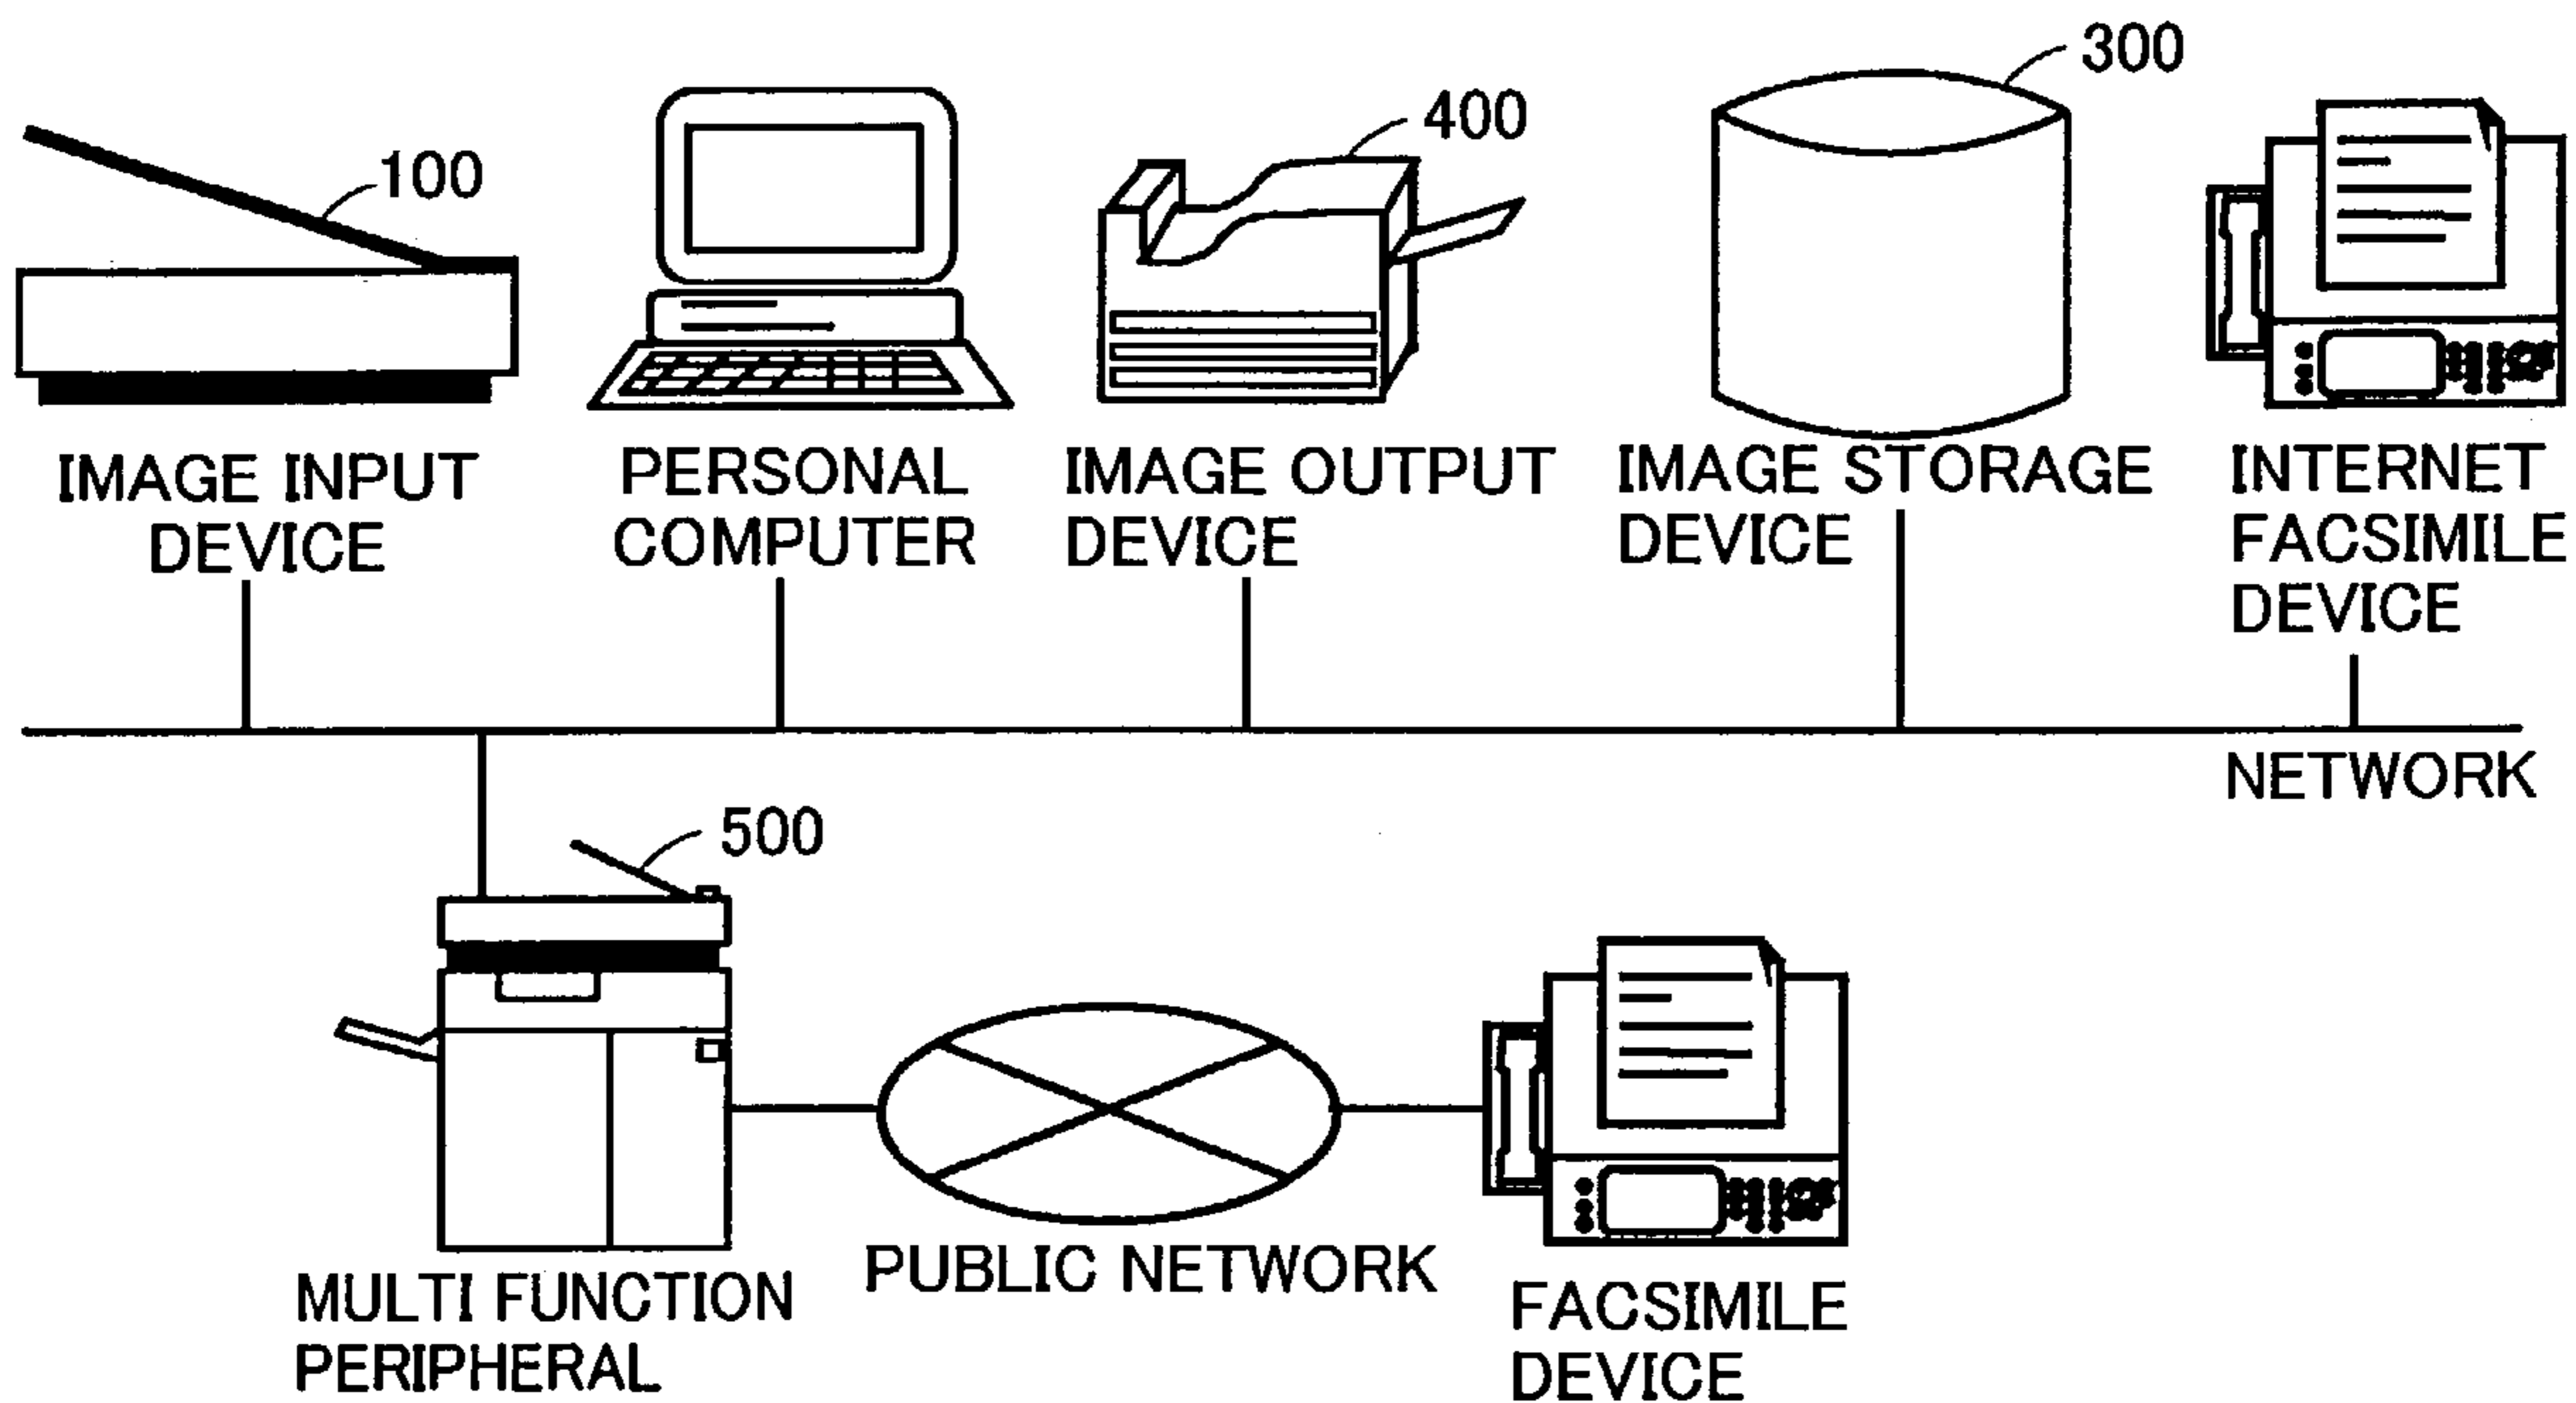 300
400
100
IMAGE INPUT
DEVICE
PERSONAL
COMPUTER
IMAGE OUTPUT
DEVICE
IMAGE STORAGE
DEVICE
INTERNET
FACSIMILE
DEVICE
NETWORK
500
MULTI FUNCTION
PERIPHERAL
PUBLIC NETWORK
FACSIMILE
DEVICE